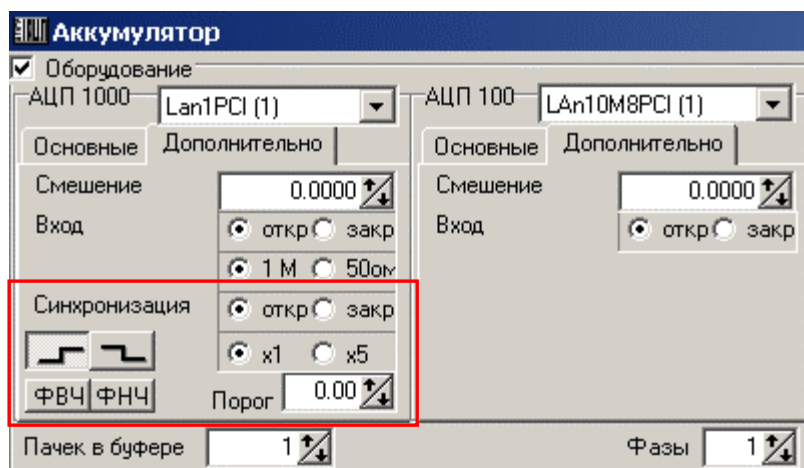 Аккумулятор
Оборудование
АЦП 1000 Lan1PCI (1) АЦП 100 LAn10M8PCI (1)
Основные Дополнительно Основные Дополнительно
Смешение 0.0000 Смешение 0.0000
Вход откр закр Вход откр закр
1 М 50ом
Синхронизация откр закр
x1 x5
ФВЧ ФНЧ Порог 0.00
Пачек в буфере 1 Фазы 1